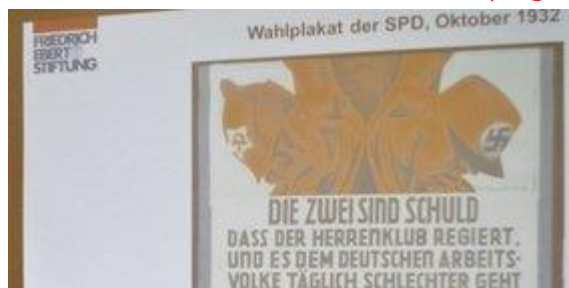 Wahlplakat der SPD, Oktober 1932
FRIEDRICH
EBERT
STIFTUNG
DIE ZWEI SIND SCHULD
DASS DER HERRENKLUB REGIERT,
UND ES DEM DEUTSCHEN ARBEITS-
VOLKE TÄGLICH SCHLECHTER GEHT